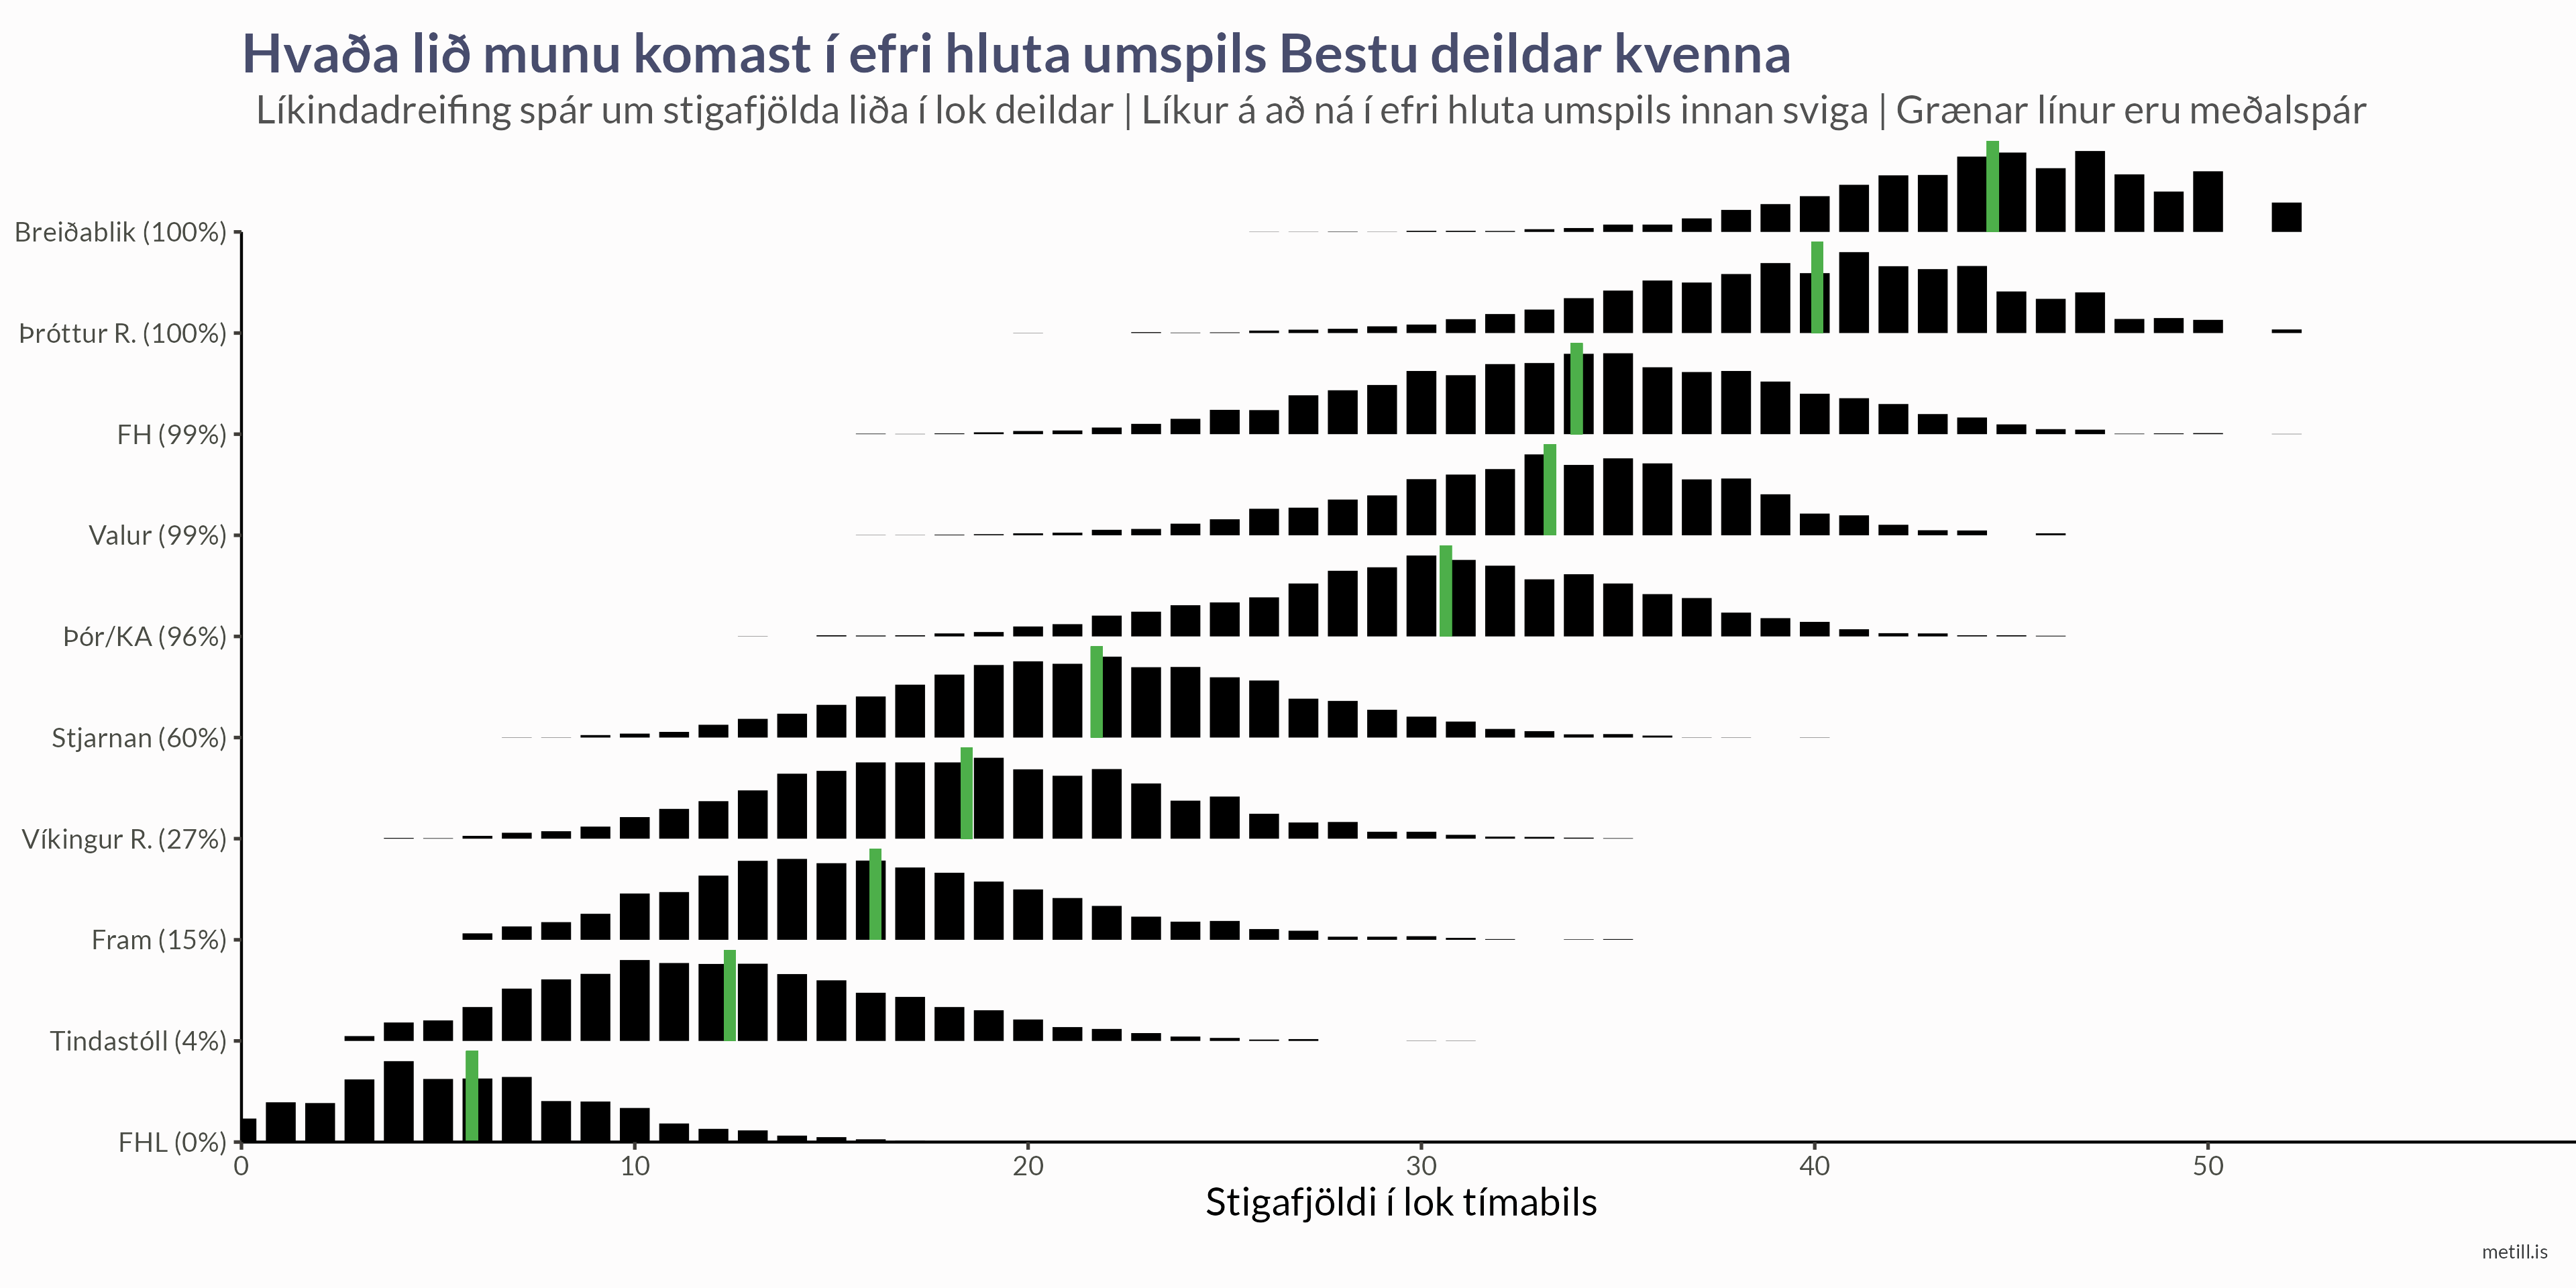 Hvaða lið munu komast í efri hluta umspils Bestu deildar kvenna
Líkindadreifing spár um stigafjölda liða í lok deildar | Líkur á að ná í efri hluta umspils innan sviga | Grænar línur eru meðalspár
Breiðablik (100%)
Þróttur R. (100%)
FH (99%)
Valur (99%)
Þór/KA (96%)
Stjarnan (60%)
Víkingur R. (27%)
Fram (15%)
Tindastóll (4%)
FHL (0%)
0 10 20 30 40 50
Stigafjöldi í lok tímabils
metill.is